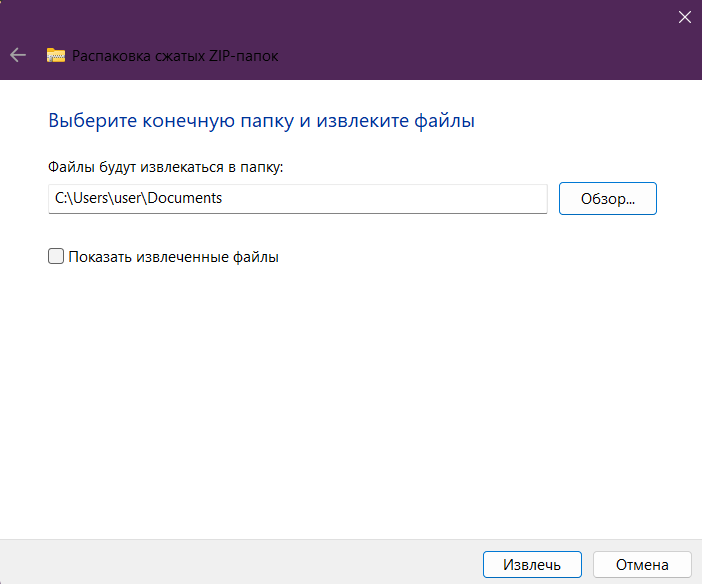 Распаковка сжатых ZIP-папок
Выберите конечную папку и извлеките файлы
Файлы будут извлекаться в папку:
C:\Users\user\Documents
Обзор...
Показать извлеченные файлы
Извлечь
Отмена